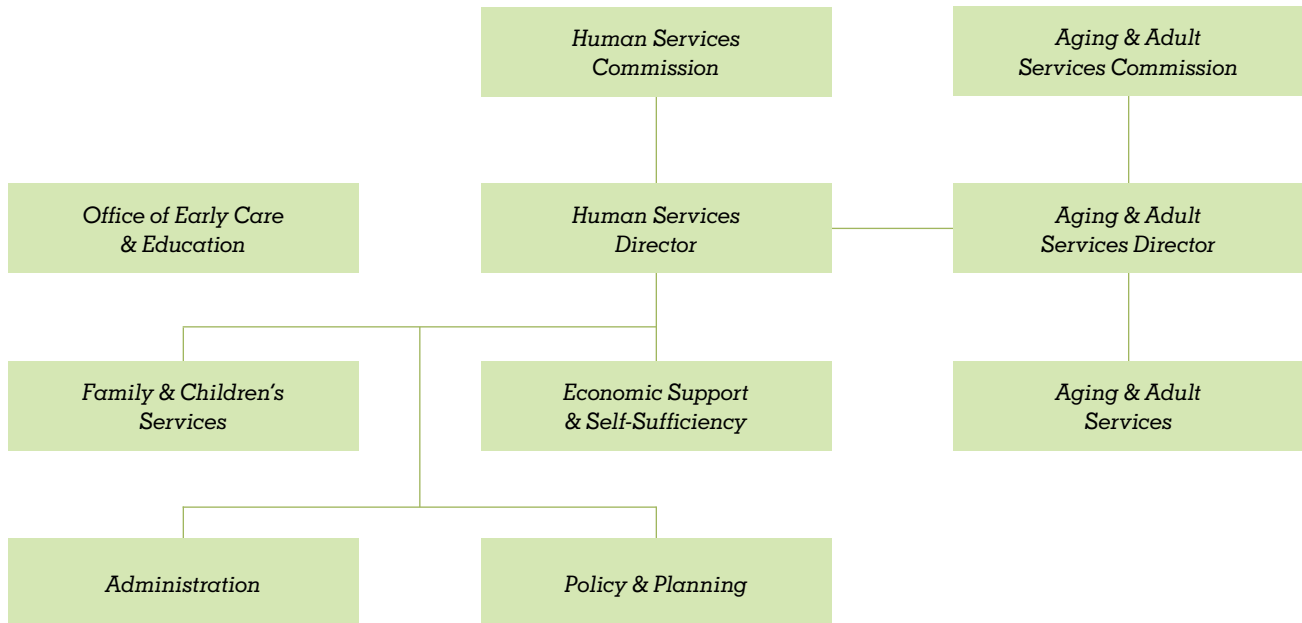 Human Services
Commission
Aging & Adult
Services Commission
Office of Early Care
& Education
Human Services
Director
Aging & Adult
Services Director
Family & Children’s
Services
Economic Support
& Self-Sufficiency
Aging & Adult
Services
Administration
Policy & Planning